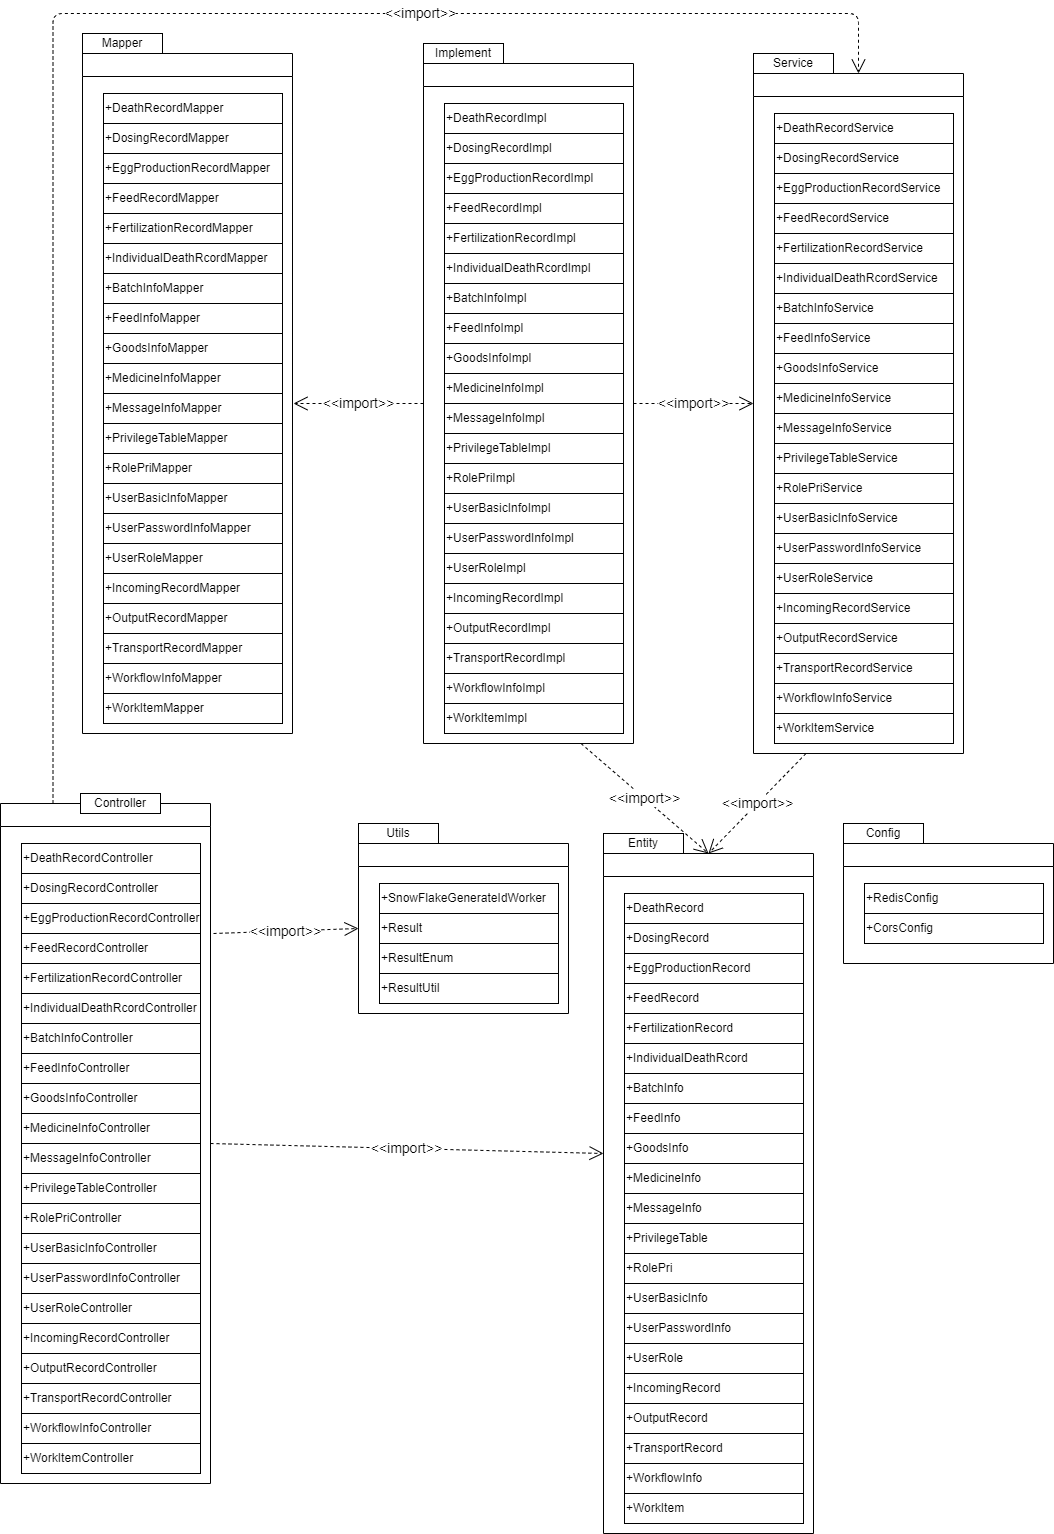 <<import>>
Mapper
+DeathRecordMapper
+DosingRecordMapper
+EggProductionRecordMapper
+FeedRecordMapper
+FertilizationRecordMapper
+IndividualDeathRcordMapper
+BatchInfoMapper
+FeedInfoMapper
+GoodsInfoMapper
+MedicineInfoMapper
+MessageInfoMapper
+PrivilegeTableMapper
+RolePriMapper
+UserBasicInfoMapper
+UserPasswordInfoMapper
+UserRoleMapper
+IncomingRecordMapper
+OutputRecordMapper
+TransportRecordMapper
+WorkflowInfoMapper
+WorkItemMapper
<<import>>
Implement
+DeathRecordImpl
+DosingRecordImpl
+EggProductionRecordImpl
+FeedRecordImpl
+FertilizationRecordImpl
+IndividualDeathRcordImpl
+BatchInfoImpl
+FeedInfoImpl
+GoodsInfoImpl
+MedicineInfoImpl
+MessageInfoImpl
+PrivilegeTableImpl
+RolePriImpl
+UserBasicInfoImpl
+UserPasswordInfoImpl
+UserRoleImpl
+IncomingRecordImpl
+OutputRecordImpl
+TransportRecordImpl
+WorkflowInfoImpl
+WorkItemImpl
<<import>>
Service
+DeathRecordService
+DosingRecordService
+EggProductionRecordService
+FeedRecordService
+FertilizationRecordService
+IndividualDeathRcordService
+BatchInfoService
+FeedInfoService
+GoodsInfoService
+MedicineInfoService
+MessageInfoService
+PrivilegeTableService
+RolePriService
+UserBasicInfoService
+UserPasswordInfoService
+UserRoleService
+IncomingRecordService
+OutputRecordService
+TransportRecordService
+WorkflowInfoService
+WorkItemService
<<import>>
<<import>>
Controller
+DeathRecordController
+DosingRecordController
+EggProductionRecordController
+FeedRecordController
+FertilizationRecordController
+IndividualDeathRcordController
+BatchInfoController
+FeedInfoController
+GoodsInfoController
+MedicineInfoController
+MessageInfoController
+PrivilegeTableController
+RolePriController
+UserBasicInfoController
+UserPasswordInfoController
+UserRoleController
+IncomingRecordController
+OutputRecordController
+TransportRecordController
+WorkflowInfoController
+WorkItemController
<<import>>
<<import>>
Utils
+SnowFlakeGenerateIdWorker
+Result
+ResultEnum
+ResultUtil
Entity
+DeathRecord
+DosingRecord
+EggProductionRecord
+FeedRecord
+FertilizationRecord
+IndividualDeathRcord
+BatchInfo
+FeedInfo
+GoodsInfo
+MedicineInfo
+MessageInfo
+PrivilegeTable
+RolePri
+UserBasicInfo
+UserPasswordInfo
+UserRole
+IncomingRecord
+OutputRecord
+TransportRecord
+WorkflowInfo
+WorkItem
Config
+RedisConfig
+CorsConfig